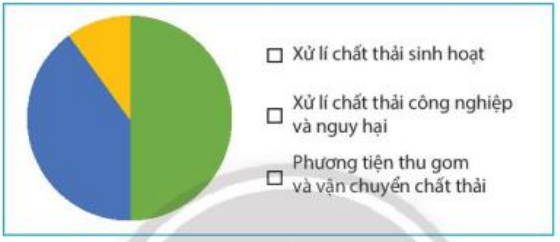 Xử lí chất thải sinh hoạt
Xử lí chất thải công nghiệp
và nguy hại
Phương tiện thu gom
và vận chuyển chất thải